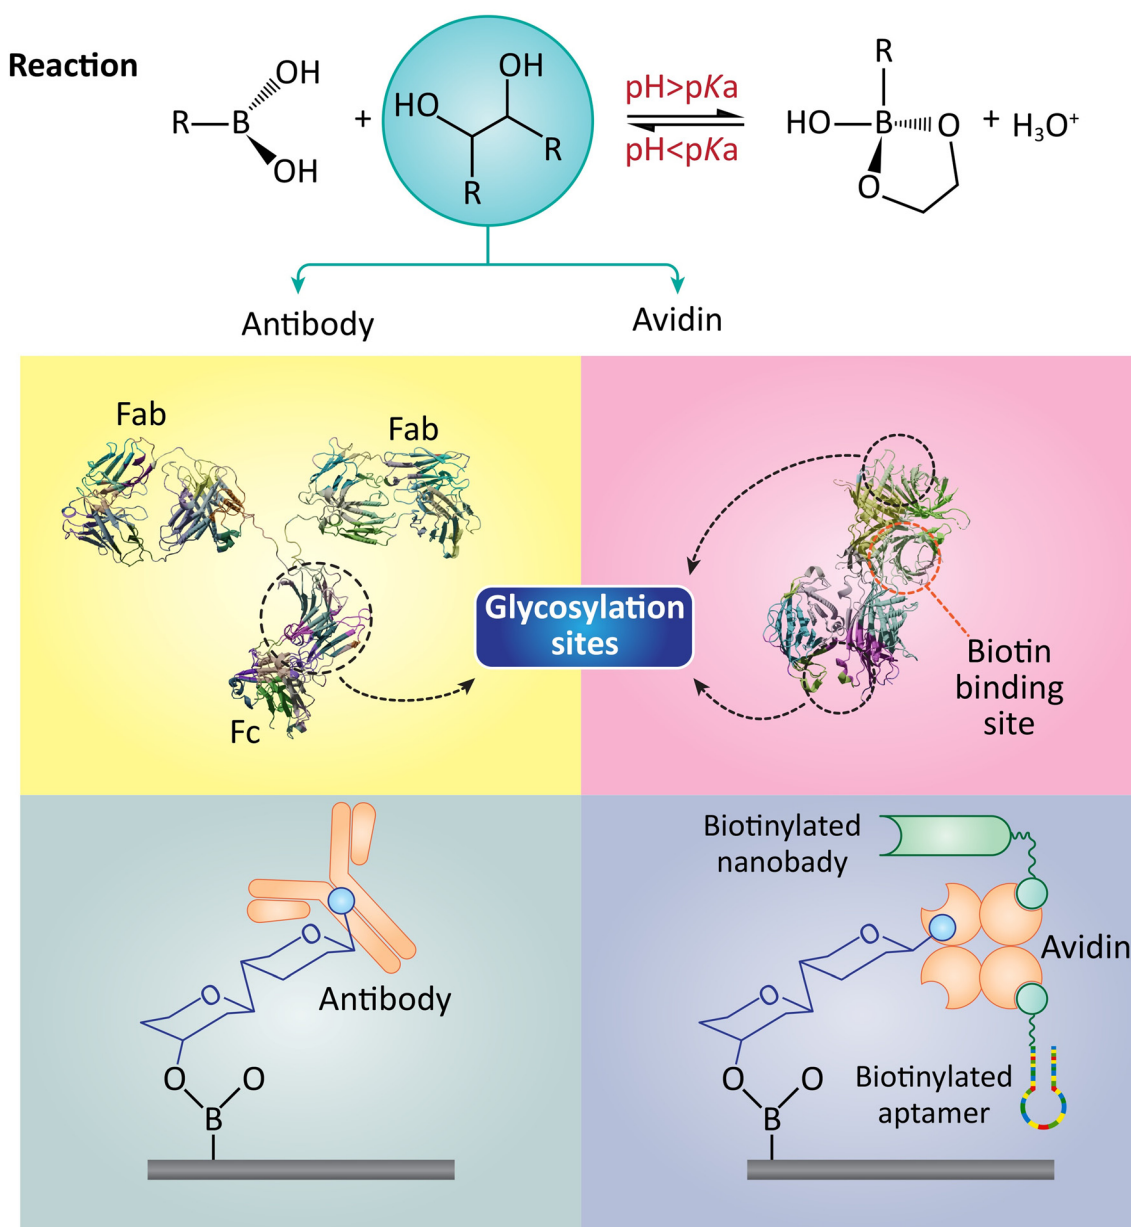 Reaction
R
B
OH
OH
+
HO
OH
R
R
pH>pKa
pH<pKa
R
HO
B
O
O
+ H₃O⁺
Antibody
Avidin
Fab
Fab
Fc
Glycosylation
sites
Biotin
binding
site
O
O
Antibody
O
O
B
Biotinylated
nanobady
O
O
Avidin
O
O
B
Biotinylated
aptamer